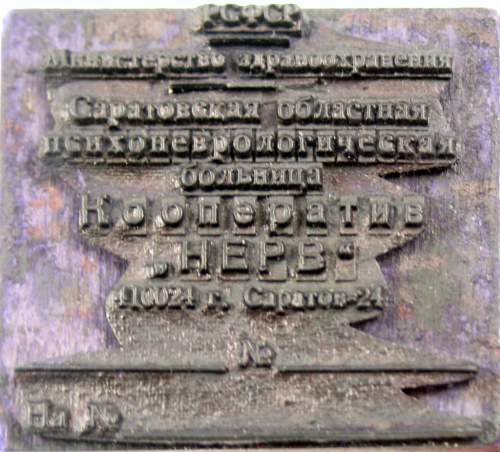 РСФСР
Министерство здравоохранения
Саратовская областная
психоневрологическая
больница
Кооператив
„НЕРВ“
410024 г. Саратов-24
№
На №